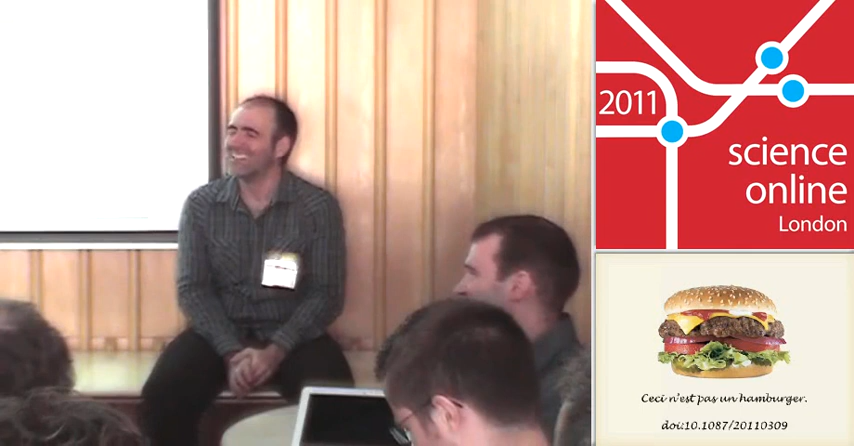 2011
science
online
London
Ceci n'est pas un hamburger.
doi:10.1087/20110309